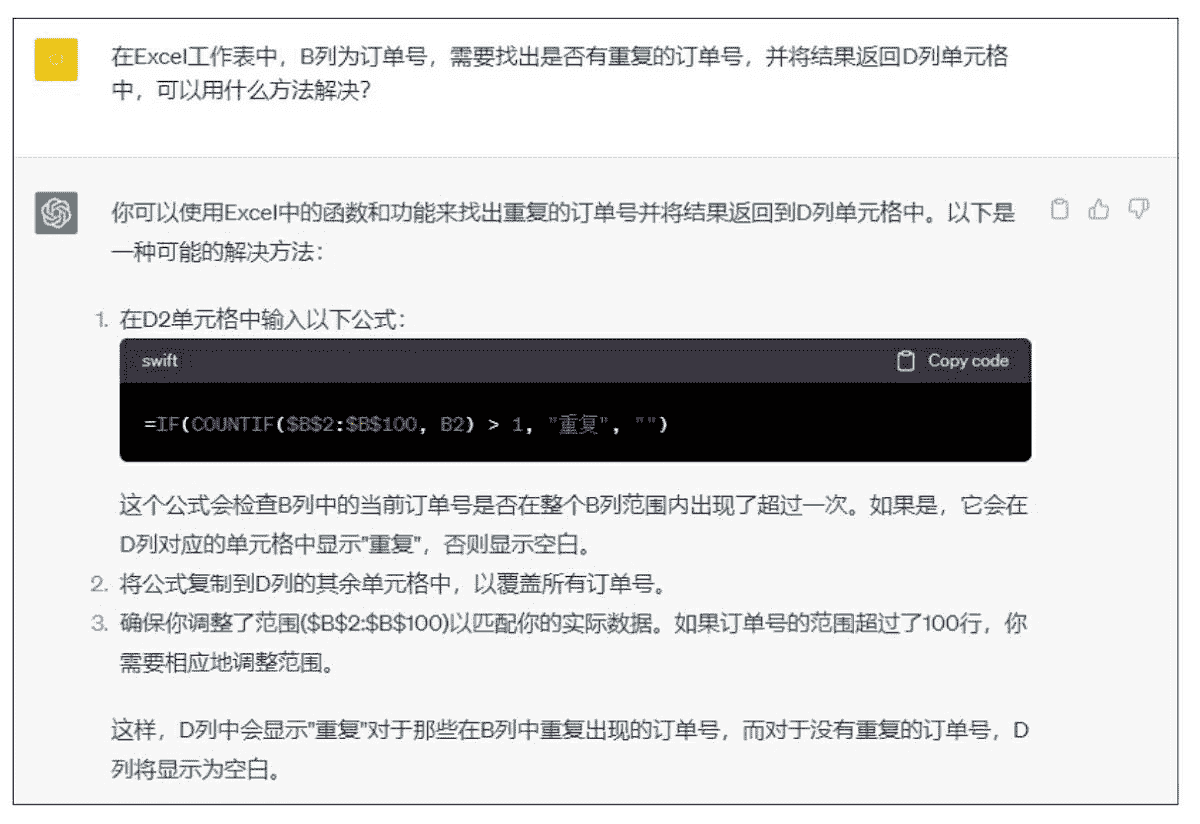 在Excel工作表中，B列为订单号，需要找出是否有重复的订单号，并将结果返回D列单元格
中，可以用什么方法解决？
你可以使用Excel中的函数和功能来找出重复的订单号并将结果返回到D列单元格中。以下是
一种可能的解决方法：
1. 在D2单元格中输入以下公式：
swift Copy code
=IF(COUNTIF($B$2:$B$100, B2) > 1, "重复", "")
这个公式会检查B列中的当前订单号是否在整个B列范围内出现了超过一次。如果是，它会在
D列对应的单元格中显示"重复"，否则显示空白。
2. 将公式复制到D列的其余单元格中，以覆盖所有订单号。
3. 确保你调整了范围($B$2:$B$100)以匹配你的实际数据。如果订单号的范围超过了100行，你
需要相应地调整范围。
这样，D列中会显示"重复"对于那些在B列中重复出现的订单号，而对于没有重复的订单号，D
列将显示为空白。